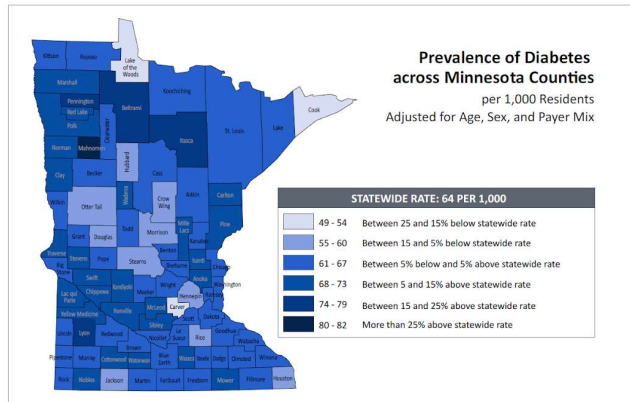 Prevalence of Diabetes
across Minnesota Counties
per 1,000 Residents
Adjusted for Age, Sex, and Payer Mix
STATEWIDE RATE: 64 PER 1,000
49 - 54 Between 25 and 15% below statewide rate
55 - 60 Between 15 and 5% below statewide rate
61 - 67 Between 5% below and 5% above statewide rate
68 - 73 Between 5 and 15% above statewide rate
74 - 79 Between 15 and 25% above statewide rate
80 - 82 More than 25% above statewide rate
Kittson
Roseau
Lake
of the
Woods
Marshall
Koochiching
Pennington
Red Lake
Beltrami
Cook
Polk
Clearwater
Itasca
St. Louis
Lake
Norman
Mahnomen
Hubbard
Cass
Clay
Becker
Wadena
Crow
Wing
Aitkin
Carlton
Wilkin
Otter Tail
Todd
Morrison
Mille
Lacs
Kanabec
Pine
Grant
Douglas
Benton
Traverse
Stevens
Pope
Stearns
Sherburne
Isanti
Chisago
Big
Stone
Swift
Kandiyohi
Meeker
Wright
Anoka
Washington
Lac qui
Parle
Chippewa
Hennepin
Ramsey
Yellow Medicine
Renville
McLeod
Carver
Scott
Dakota
Sibley
Lincoln
Lyon
Redwood
Nicollet
Le
Sueur
Rice
Goodhue
Wabasha
Brown
Pipestone
Murray
Cottonwood
Watonwan
Blue
Earth
Waseca
Steele
Dodge
Olmsted
Winona
Rock
Nobles
Jackson
Martin
Faribault
Freeborn
Mower
Fillmore
Houston